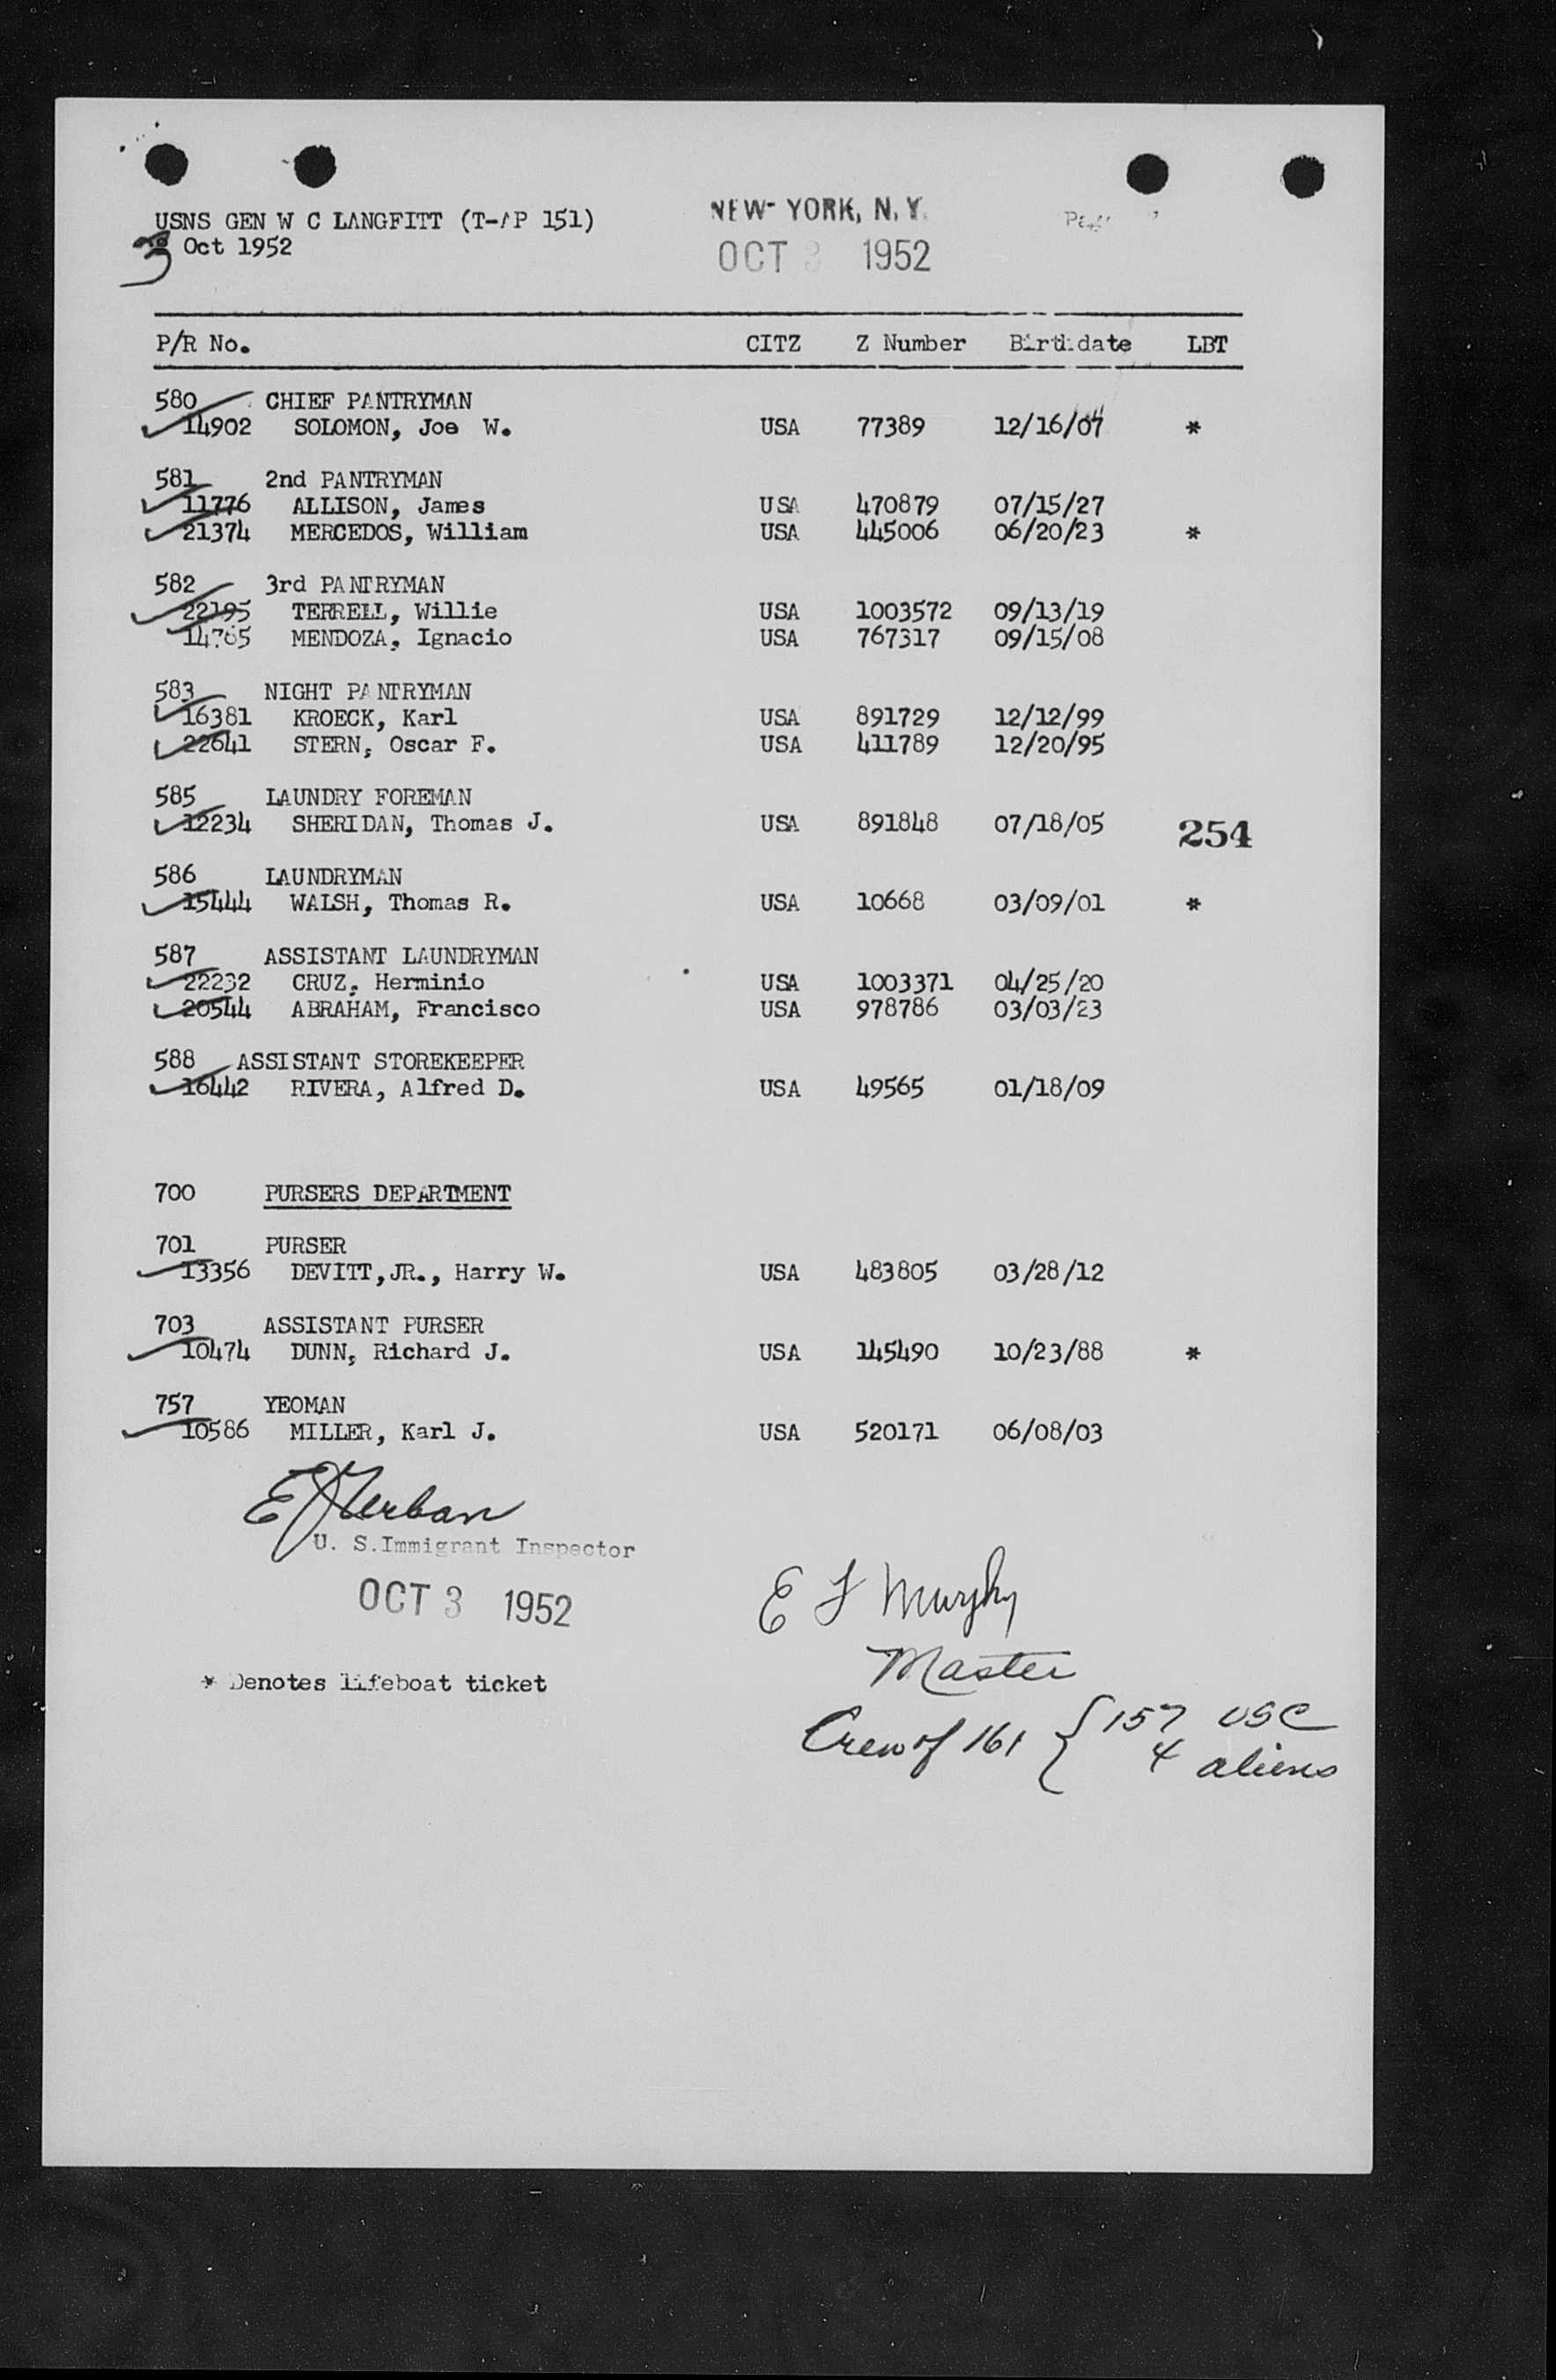 USNS GEN W C LANGFITT (T-AP 151)
3 Oct 1952
NEW YORK, N.Y.
OCT 3 1952
P/R No. CITZ Z Number Birthdate LBT
580 CHIEF PANTRYMAN
14902 SOLOMON, Joe W. USA 77389 12/16/07 *
581 2nd PANTRYMAN
11776 ALLISON, James USA 470879 07/15/27
21374 MERCEDOS, William USA 445006 06/20/23 *
582 3rd PANTRYMAN
22195 TERRELL, Willie USA 1003572 09/13/19
14765 MENDOZA, Ignacio USA 767317 09/15/08
583 NIGHT PANTRYMAN
16381 KROECK, Karl USA 891729 12/12/99
22641 STERN, Oscar F. USA 411789 12/20/95
585 LAUNDRY FOREMAN
12234 SHERIDAN, Thomas J. USA 891848 07/18/05
254
586 LAUNDRYMAN
15444 WALSH, Thomas R. USA 10668 03/09/01 *
587 ASSISTANT LAUNDRYMAN
22232 CRUZ, Herminio USA 1003371 04/25/20
20544 ABRAHAM, Francisco USA 978786 03/03/23
588 ASSISTANT STOREKEEPER
16442 RIVERA, Alfred D. USA 49565 01/18/09
700 PURSERS DEPARTMENT
701 PURSER
13356 DEVITT,JR., Harry W. USA 483805 03/28/12
703 ASSISTANT PURSER
10474 DUNN, Richard J. USA 145490 10/23/88 *
757 YEOMAN
10586 MILLER, Karl J. USA 520171 06/08/03
U. S.Immigrant Inspector
OCT 3 1952
E F Murphy
Master
* Denotes lifeboat ticket
Crew of 161 { 157 USC
4 aliens